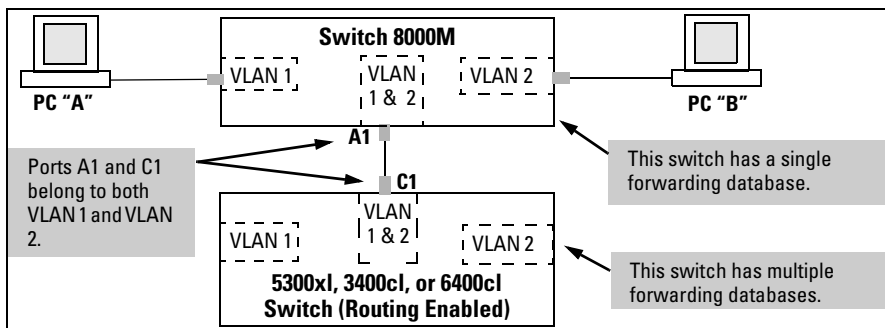 Switch 8000M
PC “A”
VLAN 1
VLAN
1 & 2
VLAN 2
PC “B”
A1
Ports A1 and C1
belong to both
VLAN 1 and VLAN
2.
This switch has a single
forwarding database.
C1
VLAN 1
VLAN
1 & 2
VLAN 2
5300xl, 3400cl, or 6400cl
Switch (Routing Enabled)
This switch has multiple
forwarding databases.